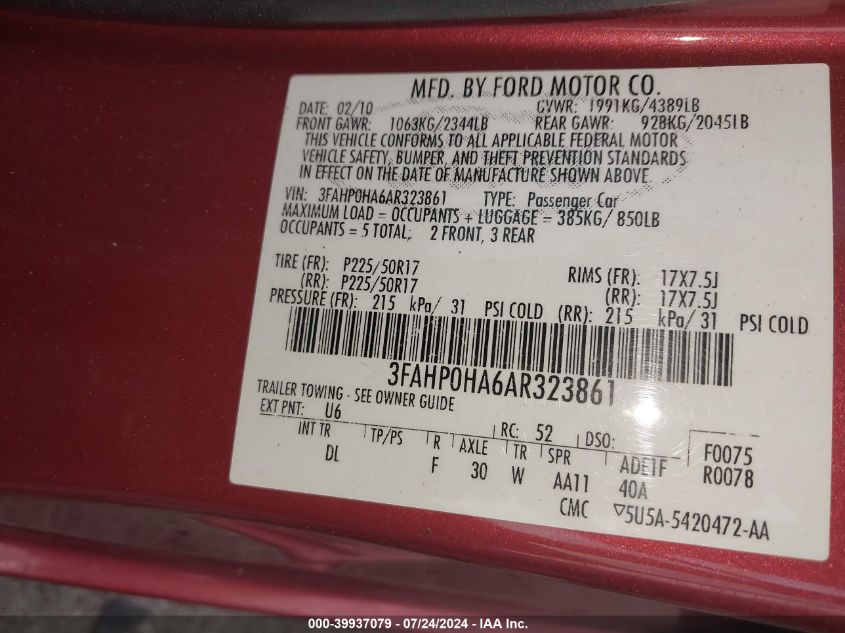 MFD. BY FORD MOTOR CO.
DATE: 02/10 GVWR: 1991KG/4389LB
FRONT GAWR: 1063KG/2344LB REAR GAWR: 928KG/2045LB
THIS VEHICLE CONFORMS TO ALL APPLICABLE FEDERAL MOTOR
VEHICLE SAFETY, BUMPER, AND THEFT PREVENTION STANDARDS
IN EFFECT ON THE DATE OF MANUFACTURE SHOWN ABOVE.
VIN: 3FAHP0HA6AR323861 TYPE: Passenger Car
MAXIMUM LOAD = OCCUPANTS + LUGGAGE = 385KG/ 850LB
OCCUPANTS = 5 TOTAL; 2 FRONT, 3 REAR
TIRE (FR): P225/50R17 RIMS (FR): 17X7.5J
(RR): P225/50R17 (RR): 17X7.5J
PRESSURE (FR): 215 kPa/ 31 PSI COLD (RR): 215 kPa/ 31 PSI COLD
3FAHP0HA6AR323861
TRAILER TOWING - SEE OWNER GUIDE
EXT PNT: U6 RC: 52 DSO: F0075
INT TR TP/PS R AXLE TR SPR ADE1F R0078
DL F 30 W AA11 40A
CMC ▽5U5A-5420472-AA
000-39937079 / 07/24/2024 - IAA Inc.